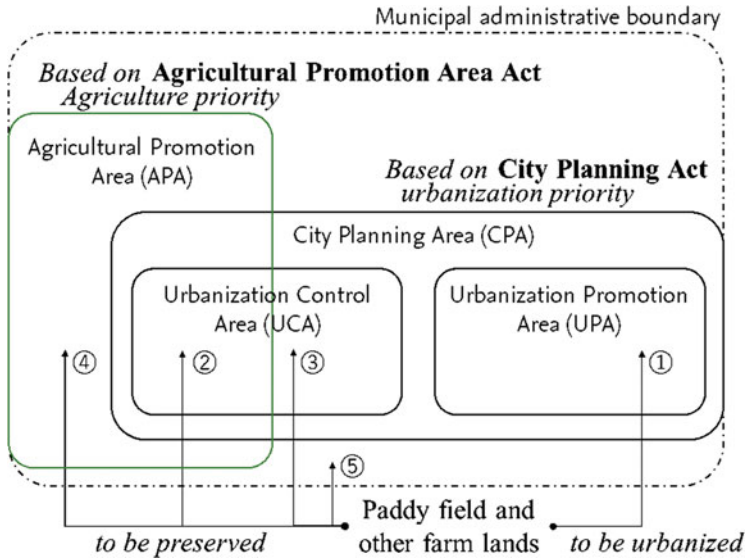 Municipal administrative boundary
Based on Agricultural Promotion Area Act
Agriculture priority
Agricultural Promotion
Area (APA)
Based on City Planning Act
urbanization priority
City Planning Area (CPA)
Urbanization Control
Area (UCA)
Urbanization Promotion
Area (UPA)
④
②
③
①
⑤
Paddy field and
other farm lands
to be preserved
to be urbanized